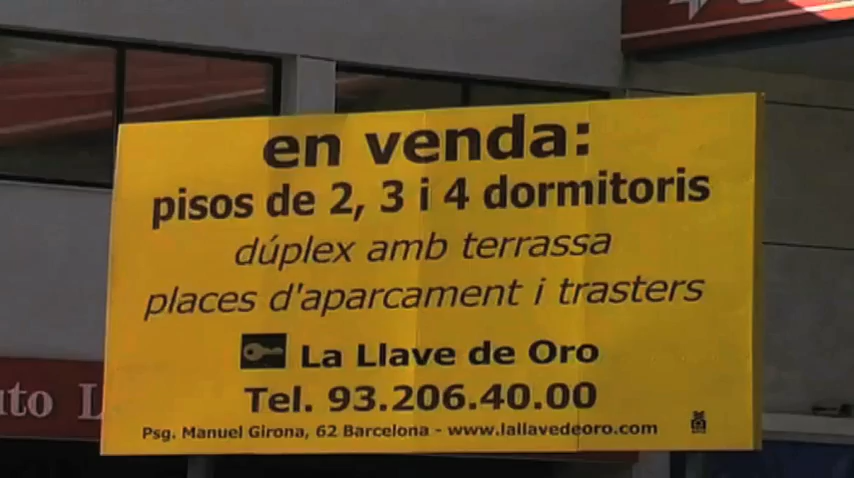 en venda:
pisos de 2, 3 i 4 dormitoris
dúplex amb terrassa
places d'aparcament i trasters
La Llave de Oro
Tel. 93.206.40.00
Psg. Manuel Girona, 62 Barcelona - www.lallavedeoro.com